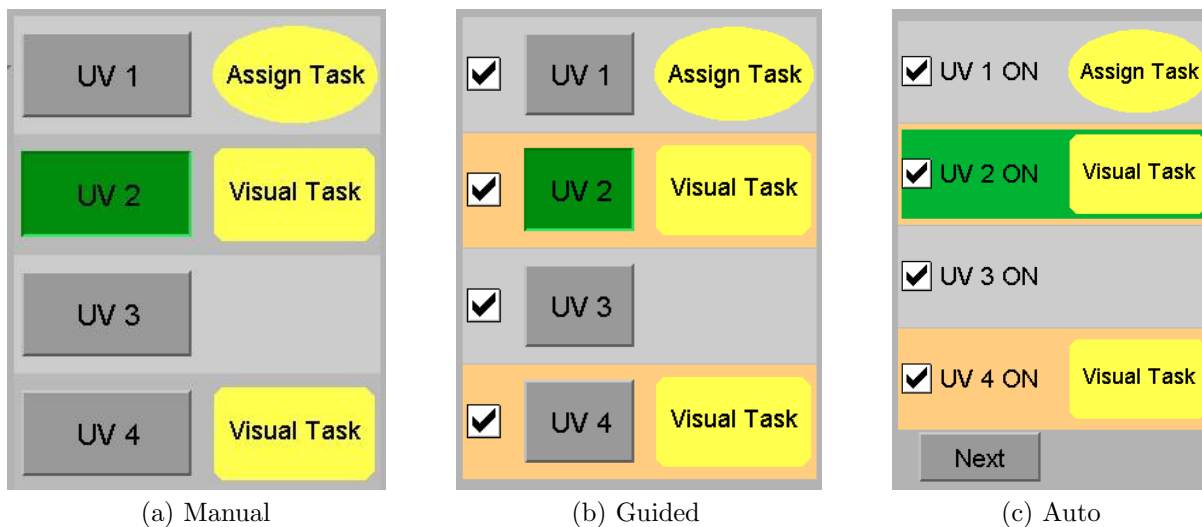 UV 1 Assign Task
UV 2 Visual Task
UV 3
UV 4 Visual Task
(a) Manual
UV 1 Assign Task
UV 2 Visual Task
UV 3
UV 4 Visual Task
(b) Guided
UV 1 ON Assign Task
UV 2 ON Visual Task
UV 3 ON
UV 4 ON Visual Task
Next
(c) Auto